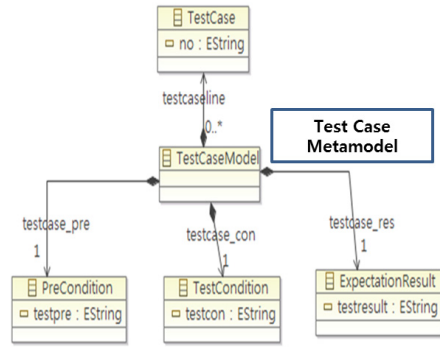 TestCase
no : EString
testcaseline
0..*
Test Case
Metamodel
TestCaseModel
testcase_pre
1
testcase_con
1
testcase_res
1
PreCondition
testpre : EString
TestCondition
testcon : EString
ExpectationResult
testresult : EString